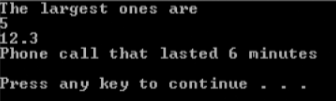 The largest ones are
5
12.3
Phone call that lasted 6 minutes
Press any key to continue . . .